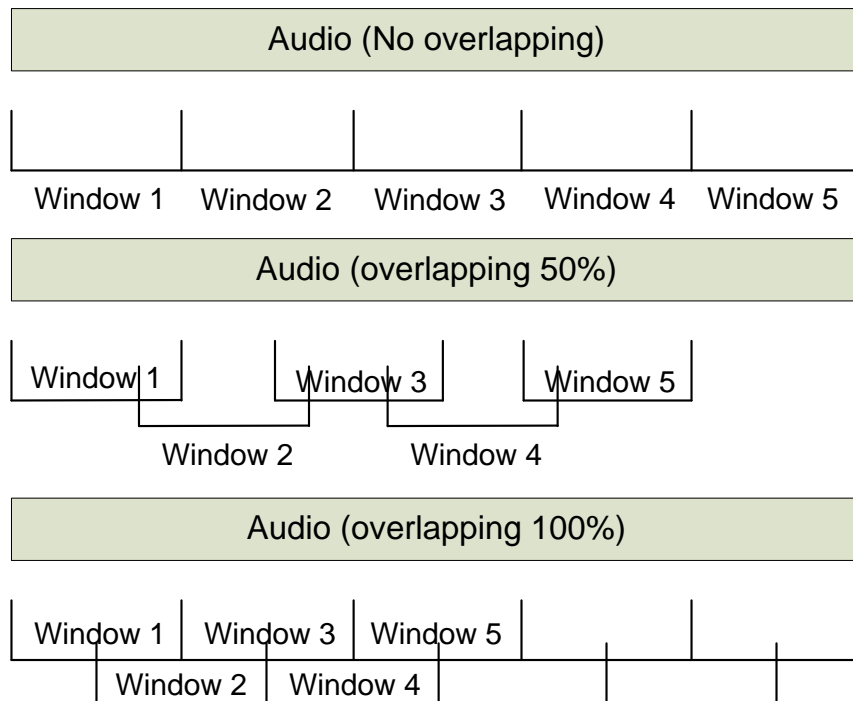 Audio (No overlapping)
Window 1 Window 2 Window 3 Window 4 Window 5
Audio (overlapping 50%)
Window 1 Window 3 Window 5
Window 2 Window 4
Audio (overlapping 100%)
Window 1 Window 3 Window 5
Window 2 Window 4